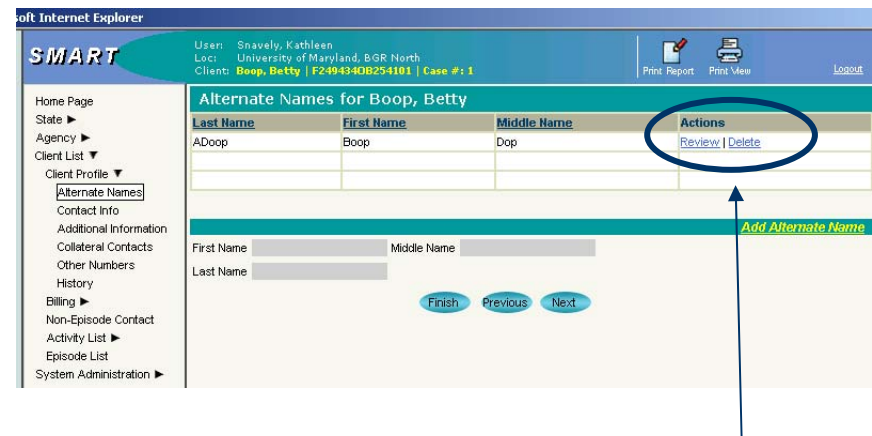 soft Internet Explorer
SMART
User: Snavely, Kathleen
Loc: University of Maryland, BGR North
Client: Boop, Betty | F249434OB254101 | Case #: 1
Print Report Print View
Logout
Home Page
State ▶
Agency ▶
Client List ▼
Client Profile ▼
Alternate Names
Contact Info
Additional Information
Collateral Contacts
Other Numbers
History
Billing ▶
Non-Episode Contact
Activity List ▶
Episode List
System Administration ▶
Alternate Names for Boop, Betty
Last Name First Name Middle Name Actions
ADoop Boop Dop Review | Delete
Add Alternate Name
First Name Middle Name
Last Name
Finish Previous Next